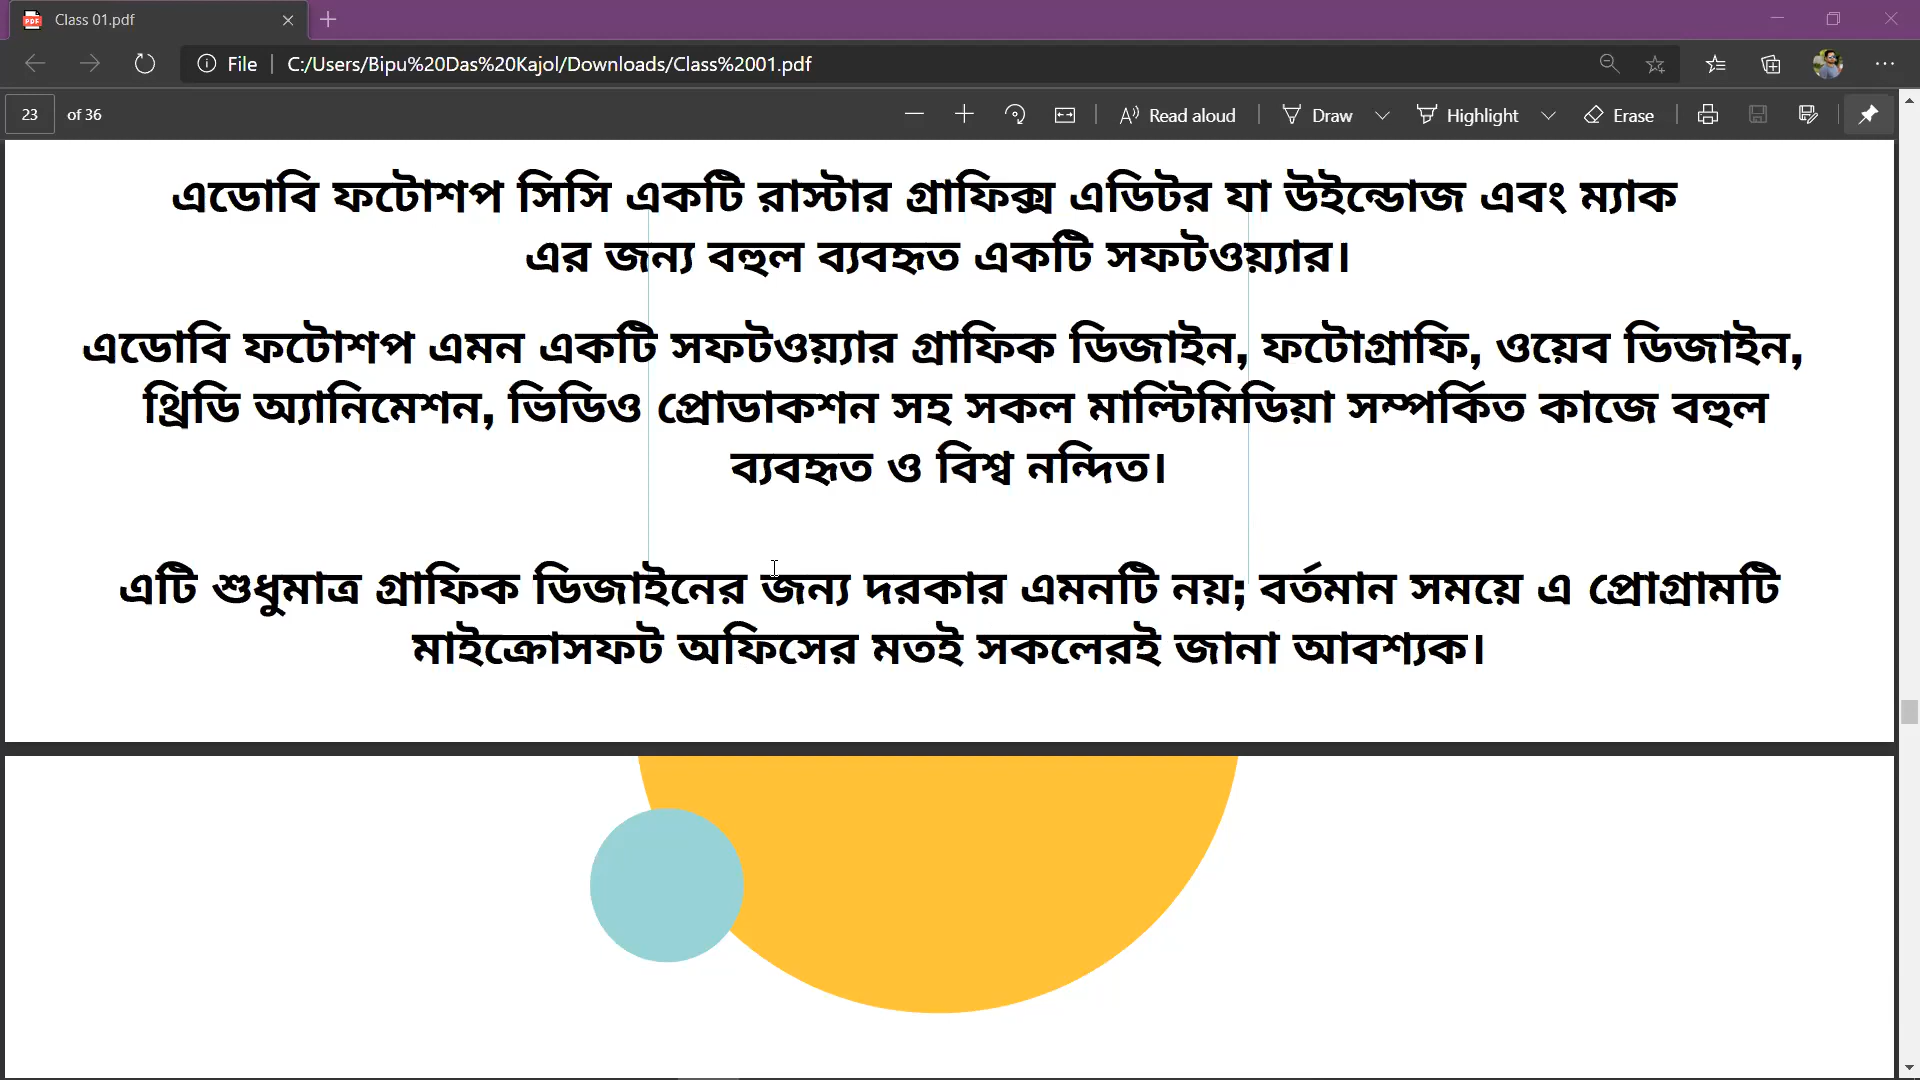 Class 01.pdf
File
C:/Users/Bipu%20Das%20Kajol/Downloads/Class%2001.pdf
23 of 36
Read aloud
Draw
Highlight
Erase
এডোবি ফটোশপ সিসি একটি রাস্টার গ্রাফিক্স এডিটর যা উইন্ডোজ এবং ম্যাক
এর জন্য বহুল ব্যবহৃত একটি সফটওয়্যার।
এডোবি ফটোশপ এমন একটি সফটওয়্যার গ্রাফিক ডিজাইন, ফটোগ্রাফি, ওয়েব ডিজাইন,
থ্রিডি অ্যানিমেশন, ভিডিও প্রোডাকশন সহ সকল মাল্টিমিডিয়া সম্পর্কিত কাজে বহুল
ব্যবহৃত ও বিশ্ব নন্দিত।
এটি শুধুমাত্র গ্রাফিক ডিজাইনের জন্য দরকার এমনটি নয়; বর্তমান সময়ে এ প্রোগ্রামটি
মাইক্রোসফট অফিসের মতই সকলেরই জানা আবশ্যক।